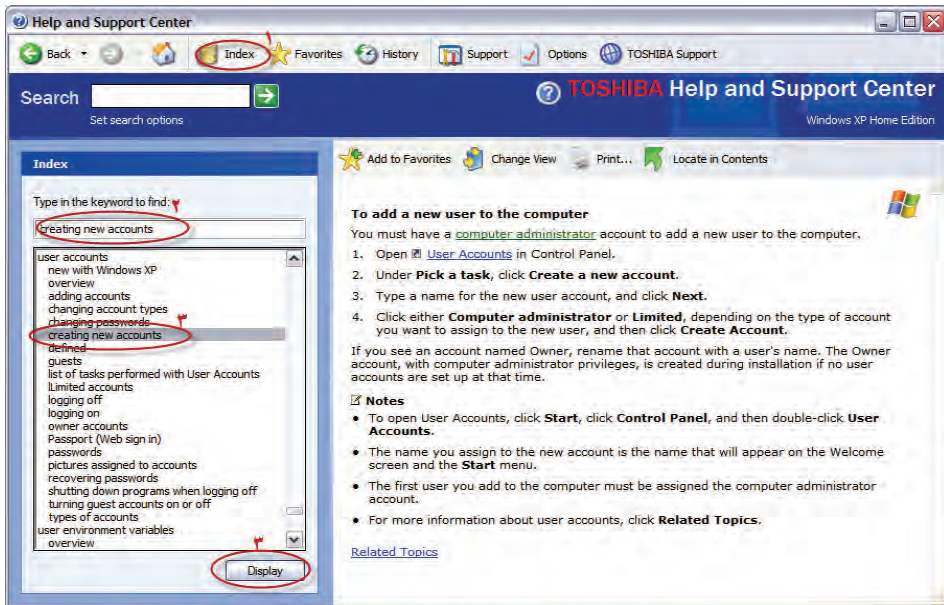 Help and Support Center
Back Index ۱ Favorites History Support Options TOSHIBA Support
Search
Set search options
TOSHIBA Help and Support Center
Windows XP Home Edition
Index
Type in the keyword to find: ۲
creating new accounts
user accounts
new with Windows XP
overview
adding accounts
changing account types
changing passwords ۳
creating new accounts
defined
guests
list of tasks performed with User Accounts
LLimited accounts
logging off
logging on
owner accounts
Passport (Web sign in)
passwords
pictures assigned to accounts
recovering passwords
shutting down programs when logging off
turning guest accounts on or off
types of accounts
user environment variables
overview ۳
Display
Add to Favorites Change View Print... Locate in Contents
To add a new user to the computer
You must have a computer administrator account to add a new user to the computer.
1. Open User Accounts in Control Panel.
2. Under Pick a task, click Create a new account.
3. Type a name for the new user account, and click Next.
4. Click either Computer administrator or Limited, depending on the type of account
you want to assign to the new user, and then click Create Account.
If you see an account named Owner, rename that account with a user's name. The Owner
account, with computer administrator privileges, is created during installation if no user
accounts are set up at that time.
Notes
• To open User Accounts, click Start, click Control Panel, and then double-click User
Accounts.
• The name you assign to the new account is the name that will appear on the Welcome
screen and the Start menu.
• The first user you add to the computer must be assigned the computer administrator
account.
• For more information about user accounts, click Related Topics.
Related Topics